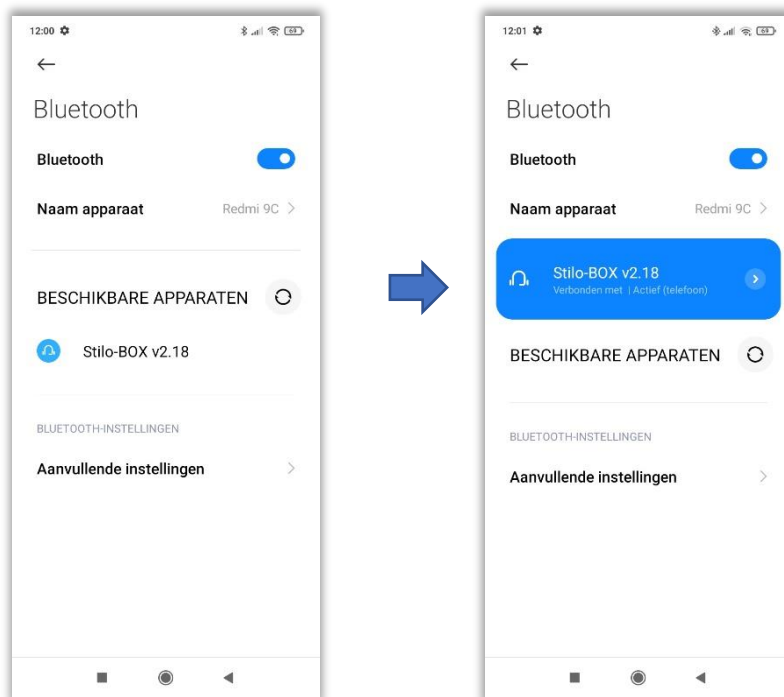 12:00
69
Bluetooth
Bluetooth
Naam apparaat Redmi 9C
BESCHIKBARE APPARATEN
Stilo-BOX v2.18
BLUETOOTH-INSTELLINGEN
Aanvullende instellingen
12:01
69
Bluetooth
Bluetooth
Naam apparaat Redmi 9C
Stilo-BOX v2.18
Verbonden met | Actief (telefoon)
BESCHIKBARE APPARATEN
BLUETOOTH-INSTELLINGEN
Aanvullende instellingen